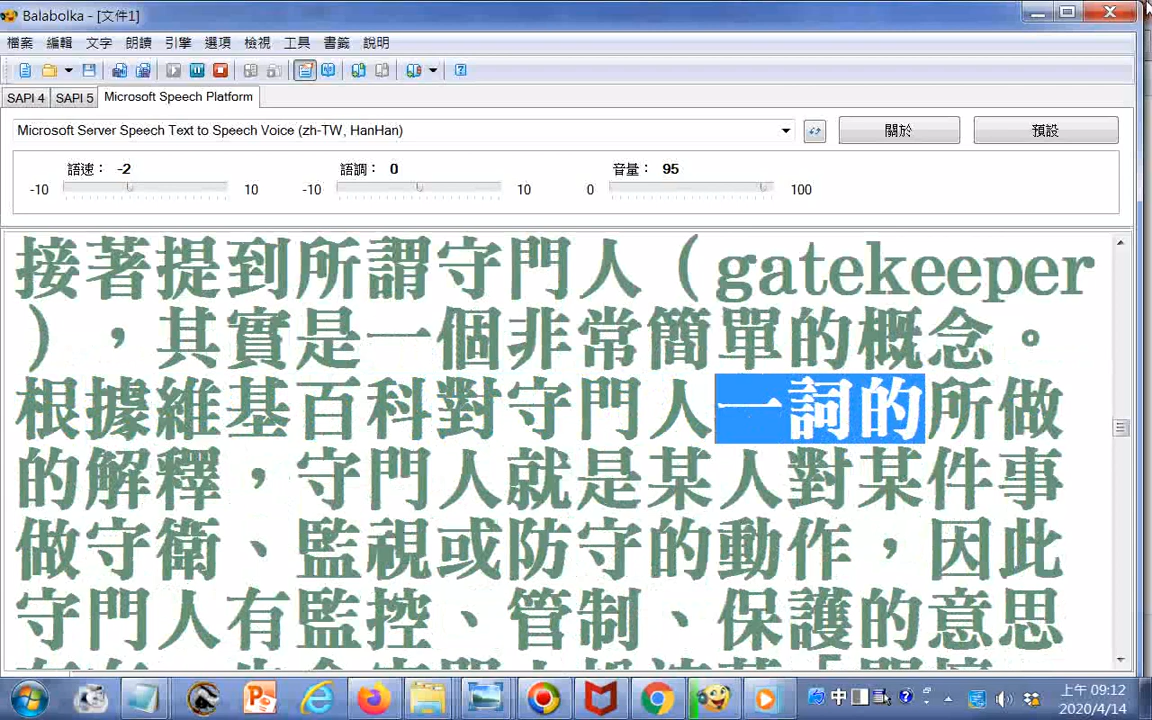 Balabolka - [文件1]
檔案 編輯 文字 朗讀 引擎 選項 檢視 工具 書籤 說明
SAPI 4 SAPI 5 Microsoft Speech Platform
Microsoft Server Speech Text to Speech Voice (zh-TW, HanHan) 關於 預設
語速： -2 語調： 0 音量： 95
-10 10 -10 10 0 100
接著提到所謂守門人（gatekeeper
），其實是一個非常簡單的概念。
根據維基百科對守門人一詞的所做
的解釋，守門人就是某人對某件事
做守衛、監視或防守的動作，因此
守門人有監控、管制、保護的意思
中
上午 09:12
2020/4/14